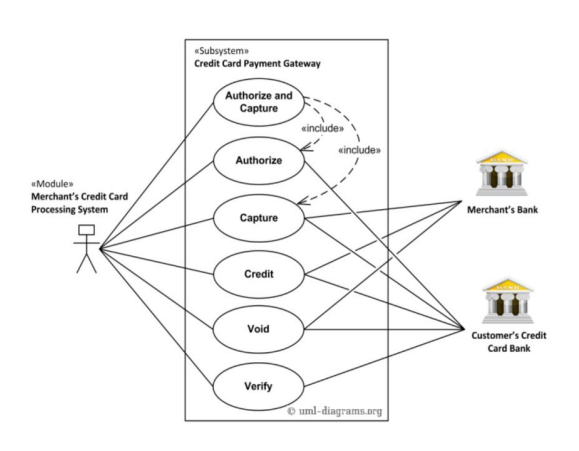 «Subsystem»
Credit Card Payment Gateway
Authorize and
Capture
«include»
«include»
Authorize
«Module»
Merchant's Credit Card
Processing System
Capture
Merchant's Bank
Credit
Void
Customer's Credit
Card Bank
Verify
© uml-diagrams.org